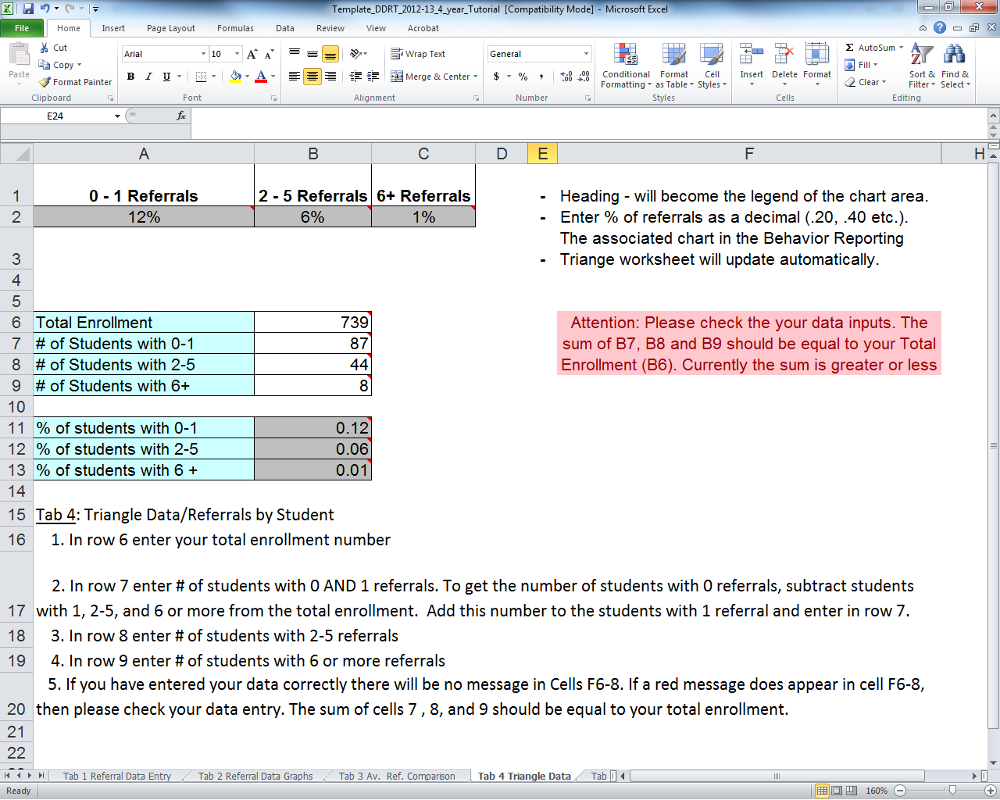 Template_DDRT_2012-13_4_year_Tutorial [Compatibility Mode] - Microsoft Excel
File Home Insert Page Layout Formulas Data Review View Acrobat
Paste
Cut
Copy
Format Painter
Clipboard
Arial 10
B I U
Font
Wrap Text
Merge & Center
Alignment
General
$ % ,
Number
Conditional Formatting
Format as Table
Cell Styles
Styles
Insert Delete Format
Cells
Σ AutoSum
Fill
Clear
Sort & Filter
Find & Select
Editing
E24 fx
A B C D E F H
1 0 - 1 Referrals 2 - 5 Referrals 6+ Referrals - Heading - will become the legend of the chart area.
2 12% 6% 1% - Enter % of referrals as a decimal (.20, .40 etc.).
The associated chart in the Behavior Reporting
3 - Triange worksheet will update automatically.
4
5
6 Total Enrollment 739 Attention: Please check the your data inputs. The
7 # of Students with 0-1 87 sum of B7, B8 and B9 should be equal to your Total
8 # of Students with 2-5 44 Enrollment (B6). Currently the sum is greater or less
9 # of Students with 6+ 8
10
11 % of students with 0-1 0.12
12 % of students with 2-5 0.06
13 % of students with 6 + 0.01
14
15 Tab 4: Triangle Data/Referrals by Student
16 1. In row 6 enter your total enrollment number
2. In row 7 enter # of students with 0 AND 1 referrals. To get the number of students with 0 referrals, subtract students
17 with 1, 2-5, and 6 or more from the total enrollment. Add this number to the students with 1 referral and enter in row 7.
18 3. In row 8 enter # of students with 2-5 referrals
19 4. In row 9 enter # of students with 6 or more referrals
5. If you have entered your data correctly there will be no message in Cells F6-8. If a red message does appear in cell F6-8,
20 then please check your data entry. The sum of cells 7 , 8, and 9 should be equal to your total enrollment.
21
22
Tab 1 Referral Data Entry Tab 2 Referral Data Graphs Tab 3 Av. Ref. Comparison Tab 4 Triangle Data Tab
Ready 160%